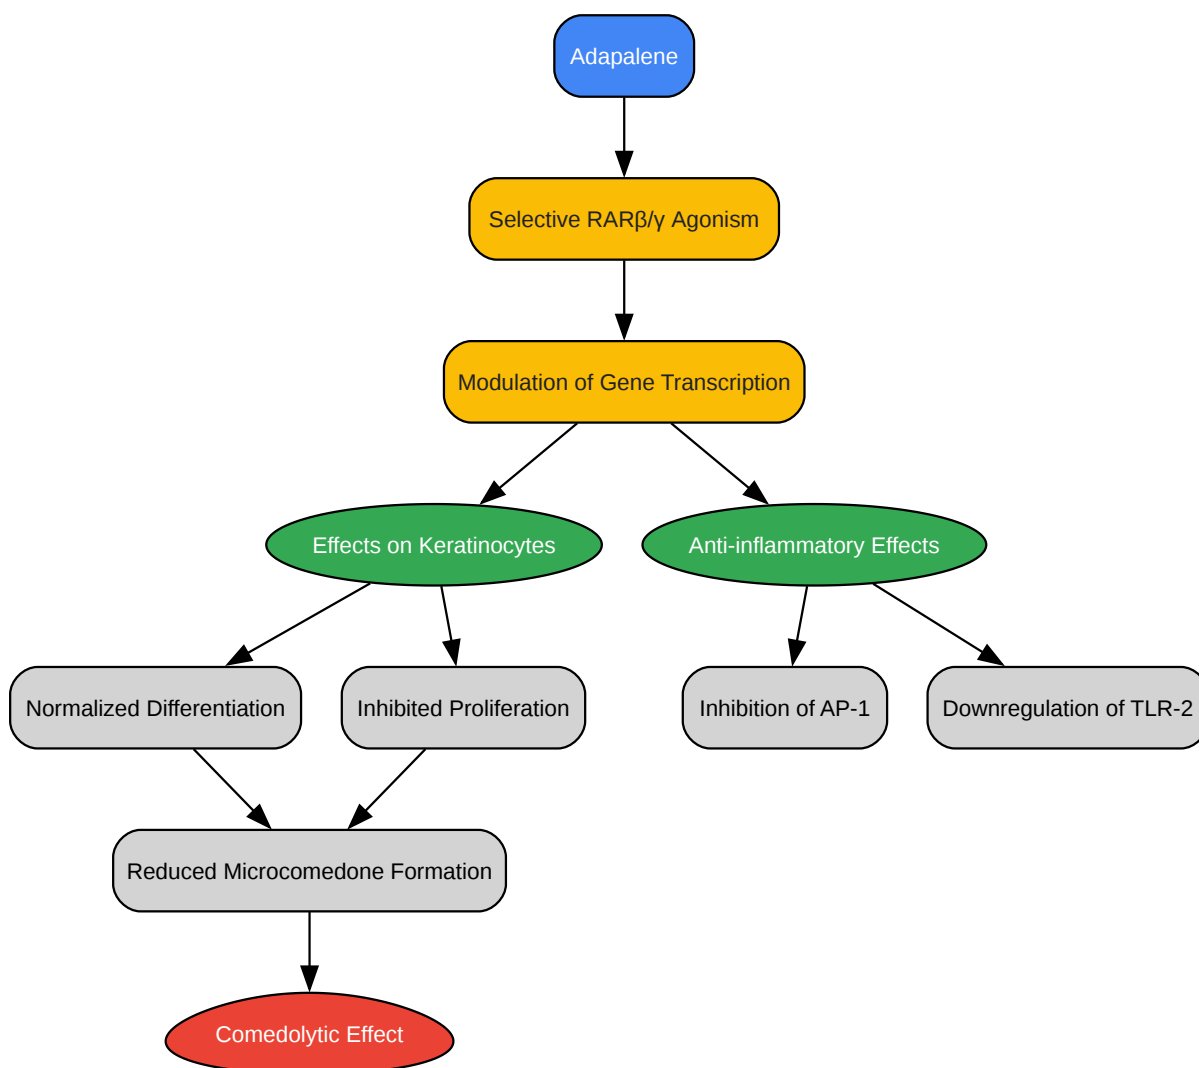 Adapalene
Selective RARβ/γ Agonism
Modulation of Gene Transcription
Effects on Keratinocytes
Anti-inflammatory Effects
Normalized Differentiation
Inhibited Proliferation
Inhibition of AP-1
Downregulation of TLR-2
Reduced Microcomedone Formation
Comedolytic Effect